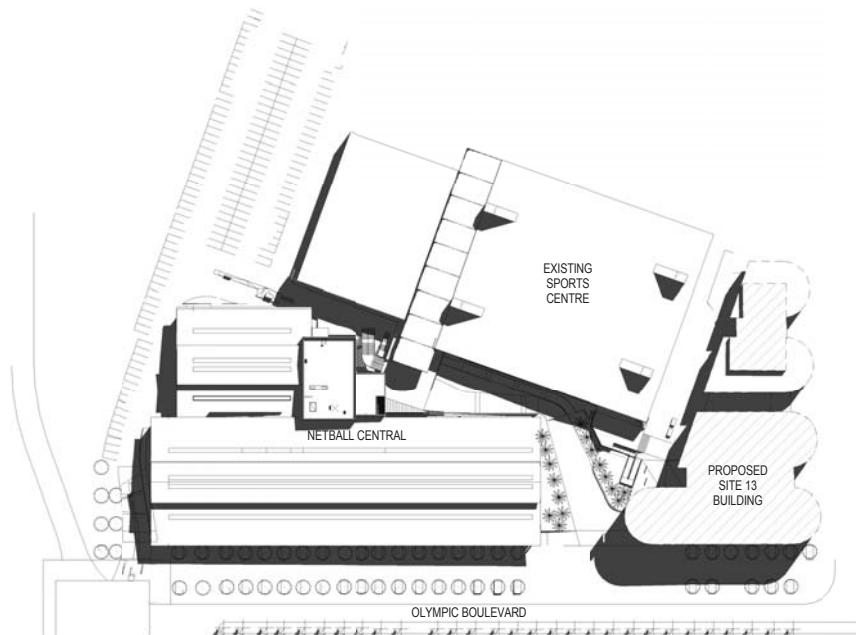 EXISTING
SPORTS
CENTRE
NETBALL CENTRAL
PROPOSED
SITE 13
BUILDING
OLYMPIC BOULEVARD